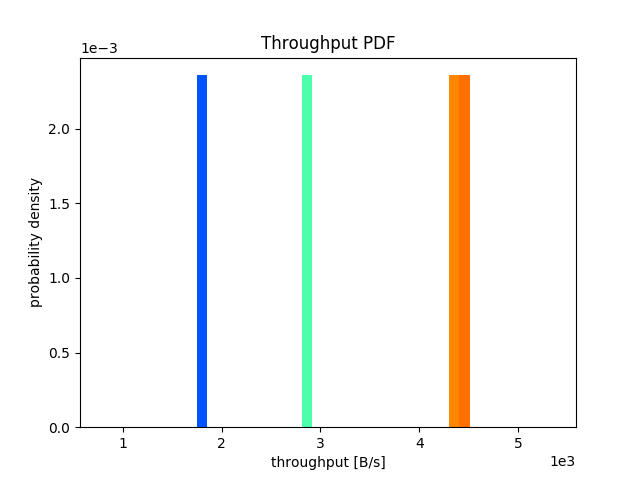 Throughput PDF
1e−3
2.0
1.5
1.0
0.5
0.0
probability density
1 2 3 4 5
throughput [B/s]
1e3